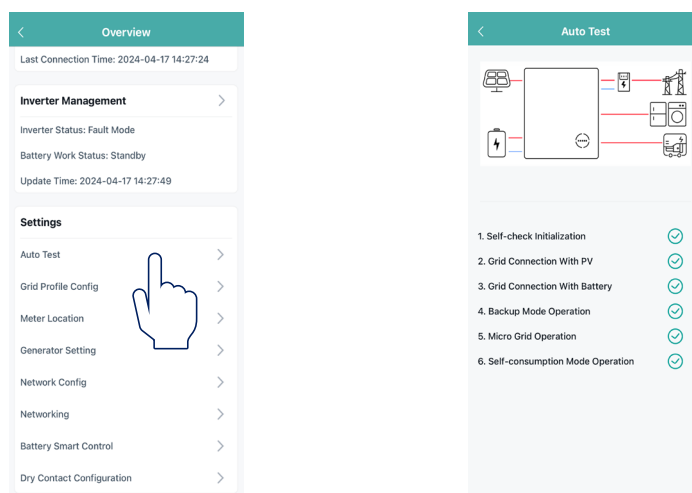 Overview
Last Connection Time: 2024-04-17 14:27:24
Inverter Management
Inverter Status: Fault Mode
Battery Work Status: Standby
Update Time: 2024-04-17 14:27:49
Settings
Auto Test
Grid Profile Config
Meter Location
Generator Setting
Network Config
Networking
Battery Smart Control
Dry Contact Configuration
Auto Test
1. Self-check Initialization
2. Grid Connection With PV
3. Grid Connection With Battery
4. Backup Mode Operation
5. Micro Grid Operation
6. Self-consumption Mode Operation